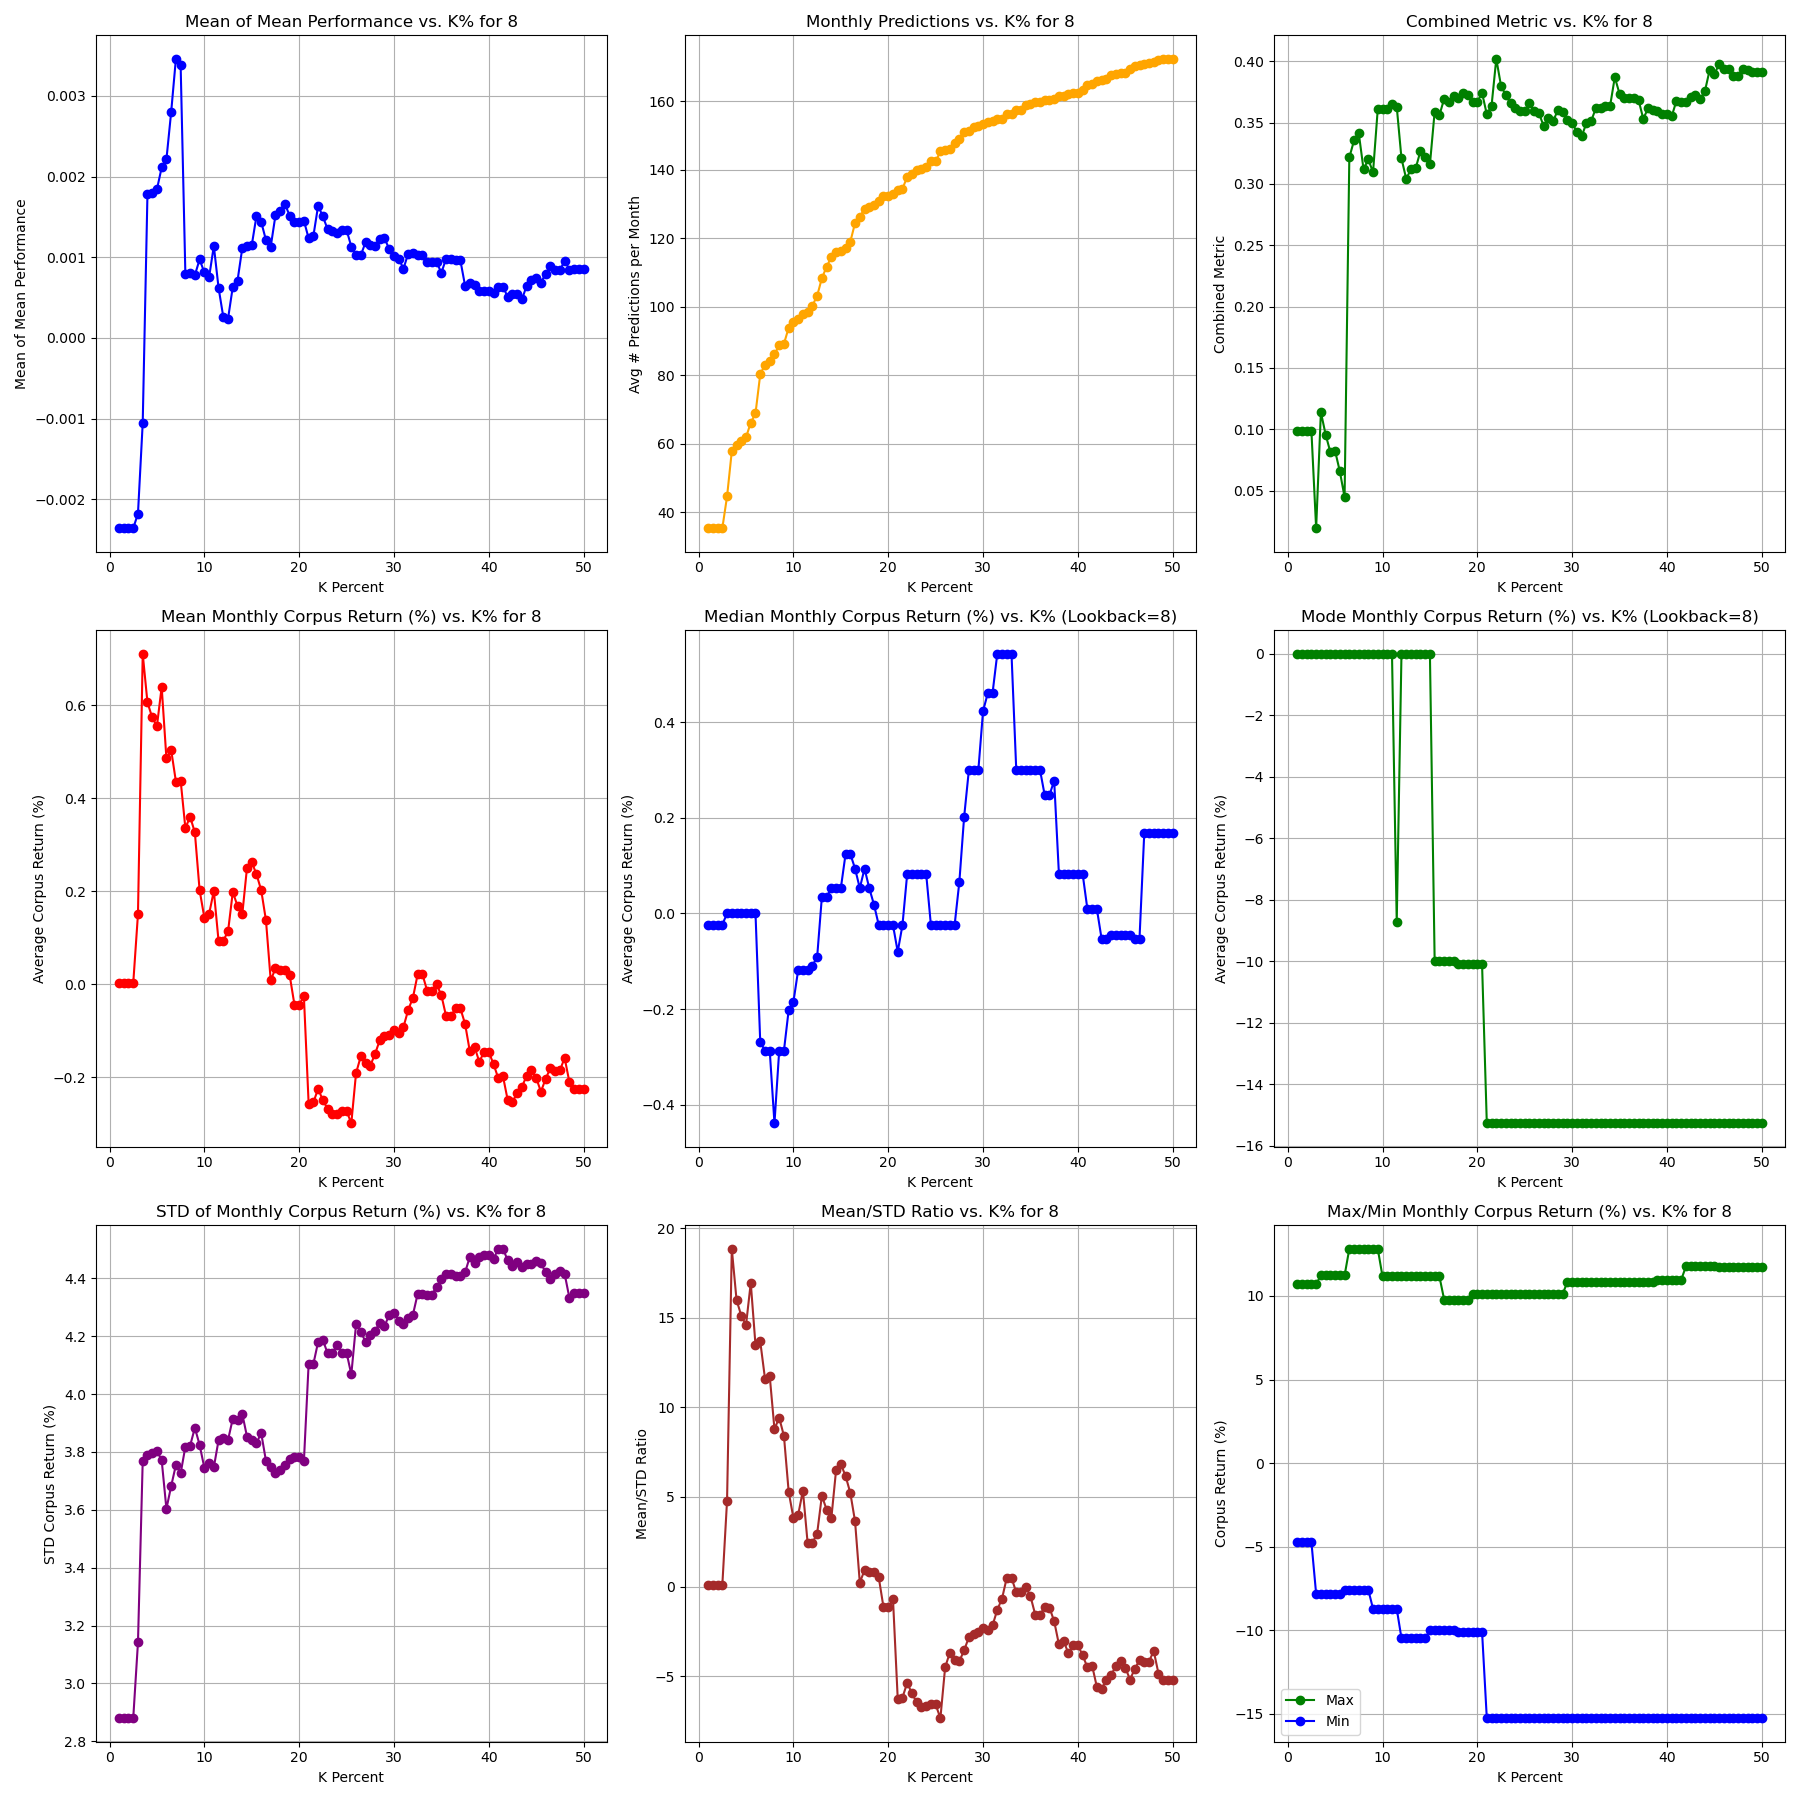 Mean of Mean Performance vs. K% for 8
Mean of Mean Performance
0.003
0.002
0.001
0.000
−0.001
−0.002
0 10 20 30 40 50
K Percent
Monthly Predictions vs. K% for 8
Avg # Predictions per Month
160
140
120
100
80
60
40
0 10 20 30 40 50
K Percent
Combined Metric vs. K% for 8
Combined Metric
0.40
0.35
0.30
0.25
0.20
0.15
0.10
0.05
0 10 20 30 40 50
K Percent
Mean Monthly Corpus Return (%) vs. K% for 8
Average Corpus Return (%)
0.6
0.4
0.2
0.0
−0.2
0 10 20 30 40 50
K Percent
Median Monthly Corpus Return (%) vs. K% (Lookback=8)
Average Corpus Return (%)
0.4
0.2
0.0
−0.2
−0.4
0 10 20 30 40 50
K Percent
Mode Monthly Corpus Return (%) vs. K% (Lookback=8)
Average Corpus Return (%)
0
−2
−4
−6
−8
−10
−12
−14
−16
0 10 20 30 40 50
K Percent
STD of Monthly Corpus Return (%) vs. K% for 8
STD Corpus Return (%)
4.4
4.2
4.0
3.8
3.6
3.4
3.2
3.0
2.8
0 10 20 30 40 50
K Percent
Mean/STD Ratio vs. K% for 8
Mean/STD Ratio
20
15
10
5
0
−5
0 10 20 30 40 50
K Percent
Max/Min Monthly Corpus Return (%) vs. K% for 8
Corpus Return (%)
10
5
0
−5
−10
−15
Max
Min
0 10 20 30 40 50
K Percent